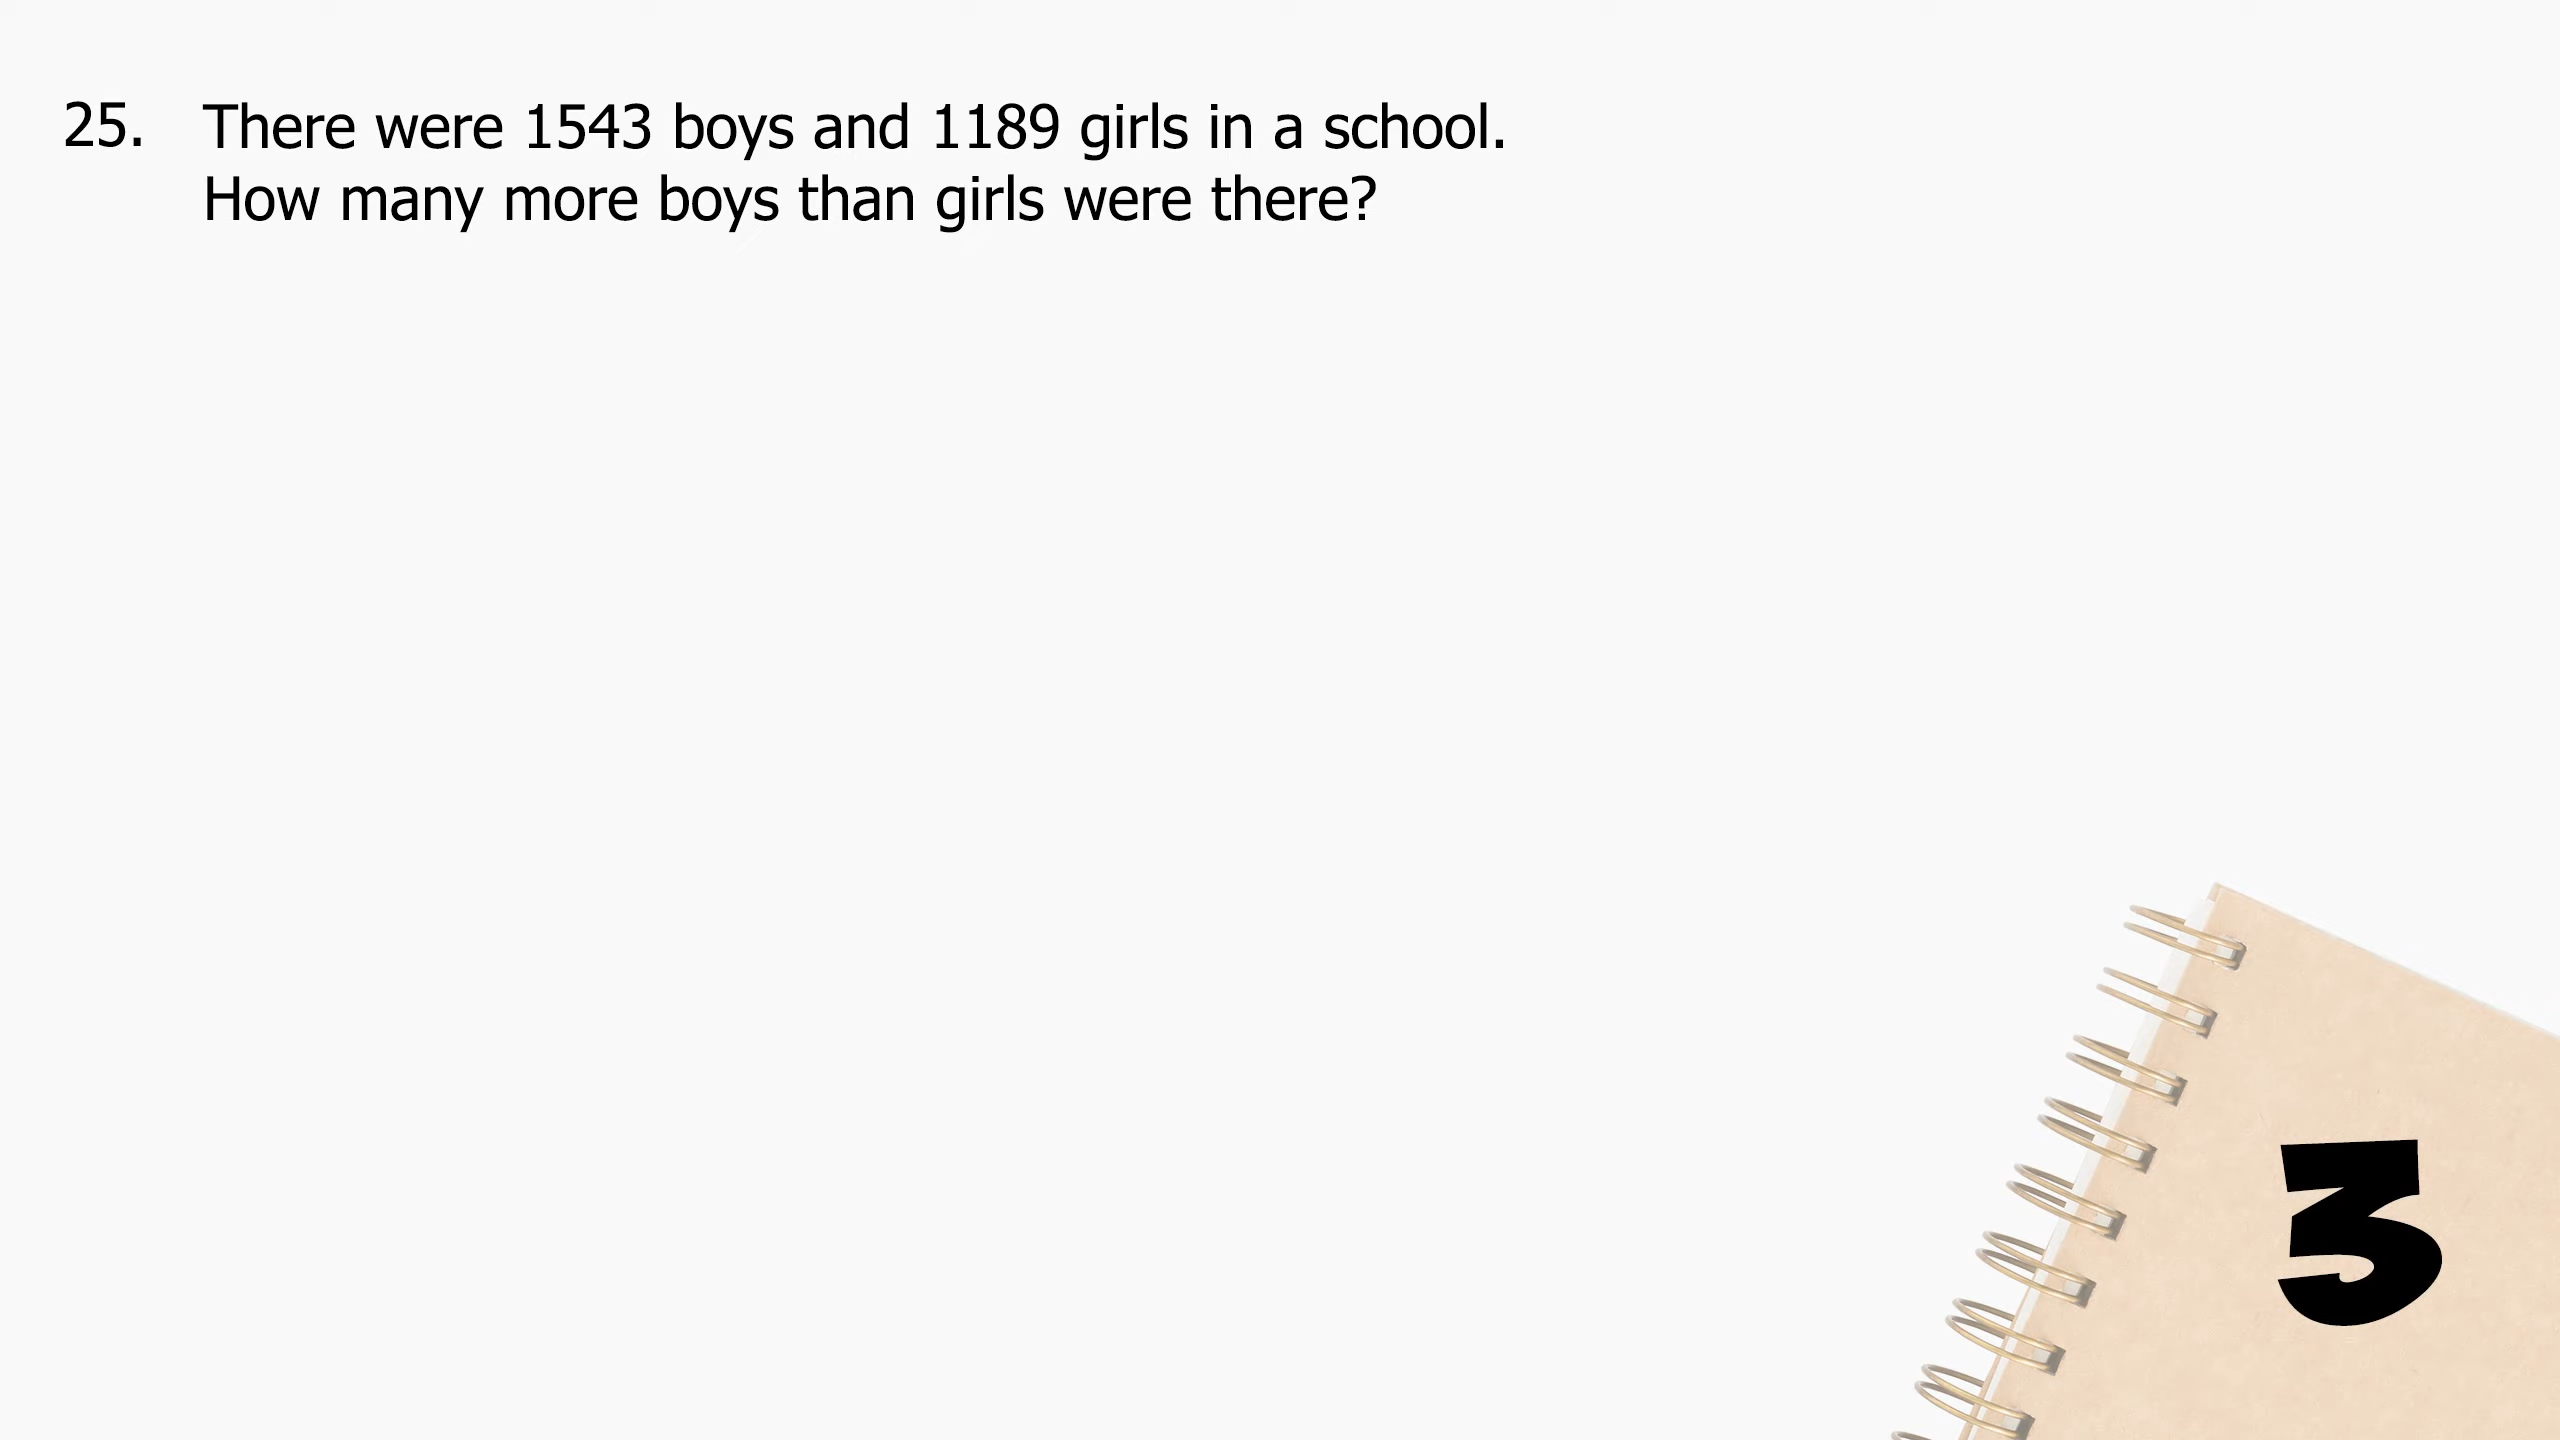 25. There were 1543 boys and 1189 girls in a school.
How many more boys than girls were there?
3